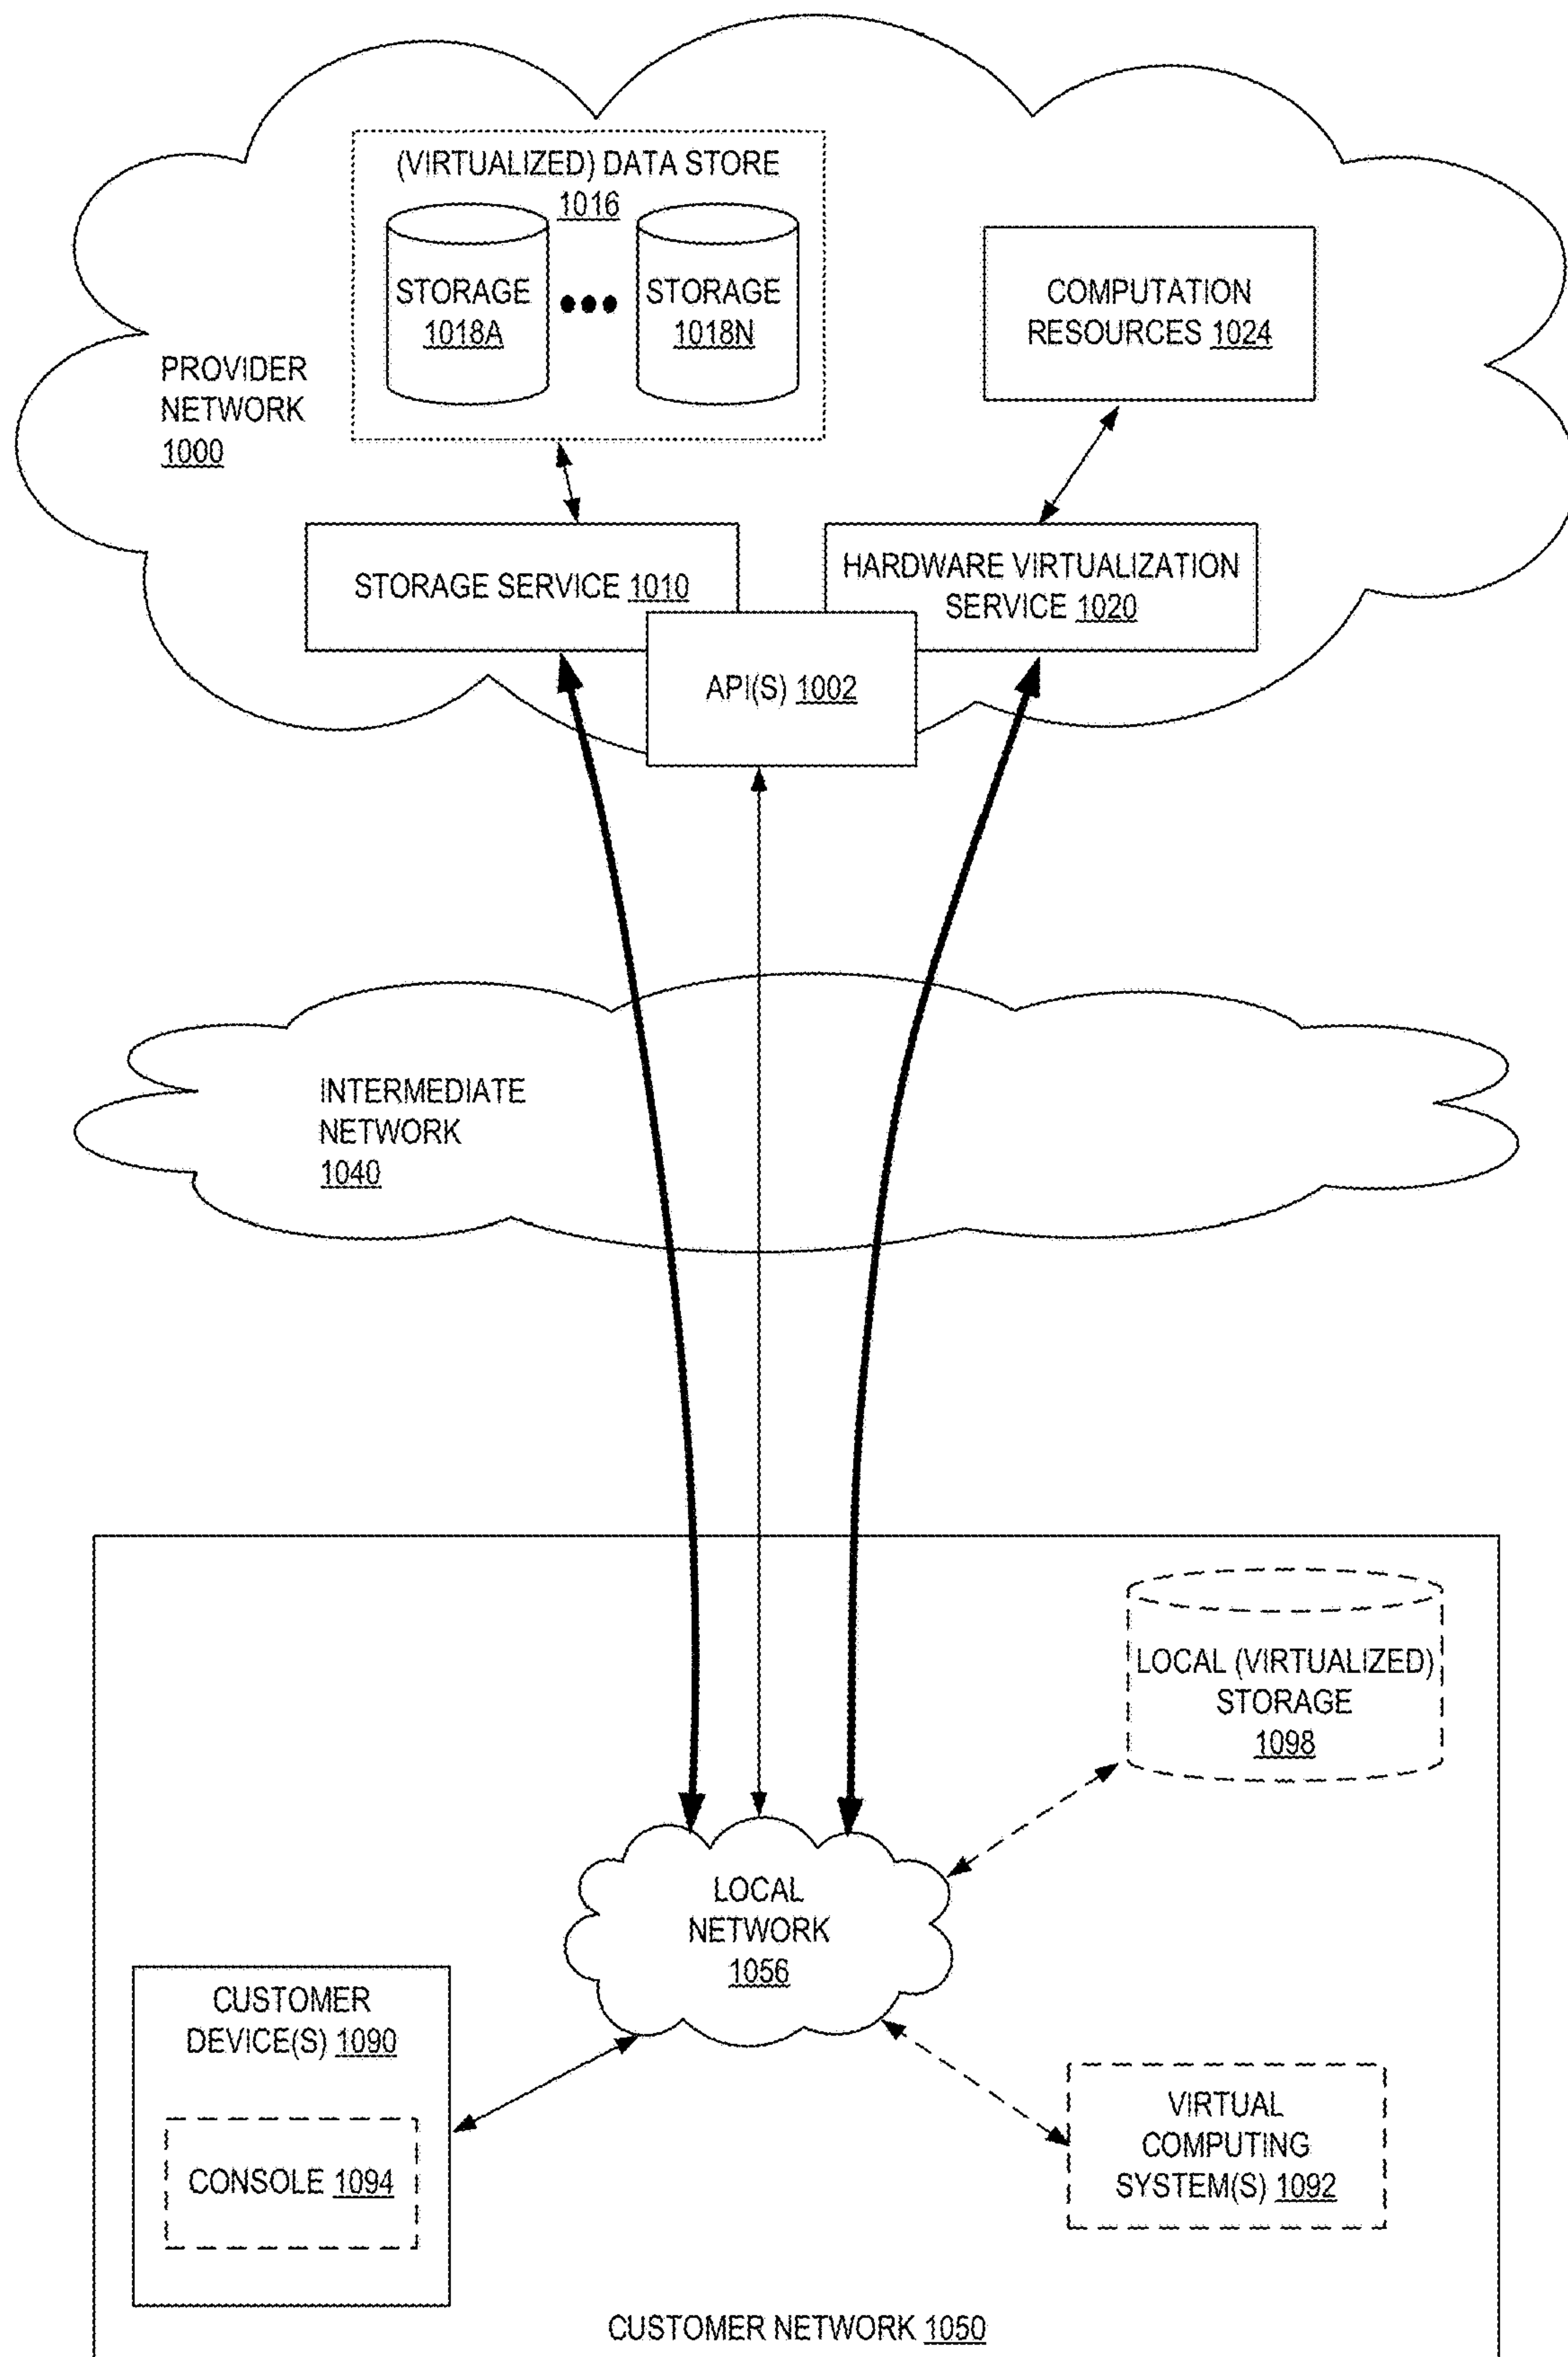 (VIRTUALIZED) DATA STORE
1016
STORAGE
1018A
STORAGE
1018N
COMPUTATION
RESOURCES 1024
PROVIDER
NETWORK
1000
STORAGE SERVICE 1010
HARDWARE VIRTUALIZATION
SERVICE 1020
API(S) 1002
INTERMEDIATE
NETWORK
1040
LOCAL (VIRTUALIZED)
STORAGE
1098
LOCAL
NETWORK
1056
CUSTOMER
DEVICE(S) 1090
CONSOLE 1094
VIRTUAL
COMPUTING
SYSTEM(S) 1092
CUSTOMER NETWORK 1050